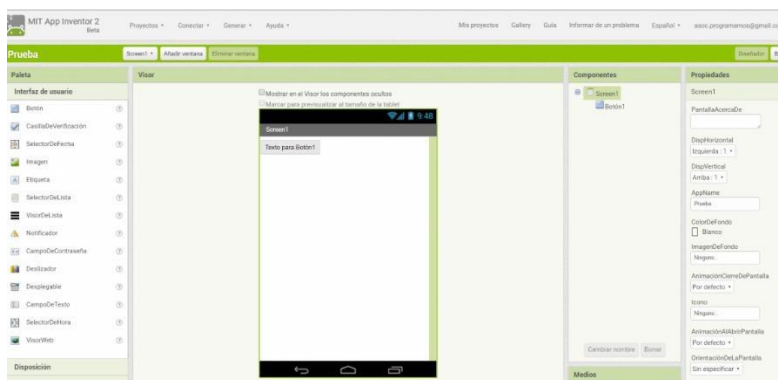 MIT App Inventor 2
Beta
Proyectos Conectar Generar Ayuda
Mis proyectos Gallery Guía Informar de un problema Español asoc.programamos@gmail.co
Prueba
Screen1 Añadir ventana Eliminar ventana
Diseñador B
Paleta
Interfaz de usuario
Botón
CasillaDeVerificación
SelectorDeFecha
Imagen
Etiqueta
SelectorDeLista
VisorDeLista
Notificador
CampoDeContraseña
Deslizador
Desplegable
CampoDeTexto
SelectorDeHora
VisorWeb
Disposición
Visor
Mostrar en el Visor los componentes ocultos
Marcar para previsualizar al tamaño de la tablet
9:48
Screen1
Texto para Botón1
Componentes
Screen1
Botón1
Cambiar nombre Borrar
Medios
Propiedades
Screen1
PantallaAcercaDe
DispHorizontal
Izquierda : 1
DispVertical
Arriba : 1
AppName
Prueba
ColorDeFondo
Blanco
ImagenDeFondo
Ninguno...
AnimaciónCierreDePantalla
Por defecto
Icono
Ninguno...
AnimaciónAlAbrirPantalla
Por defecto
OrientaciónDeLaPantalla
Sin especificar